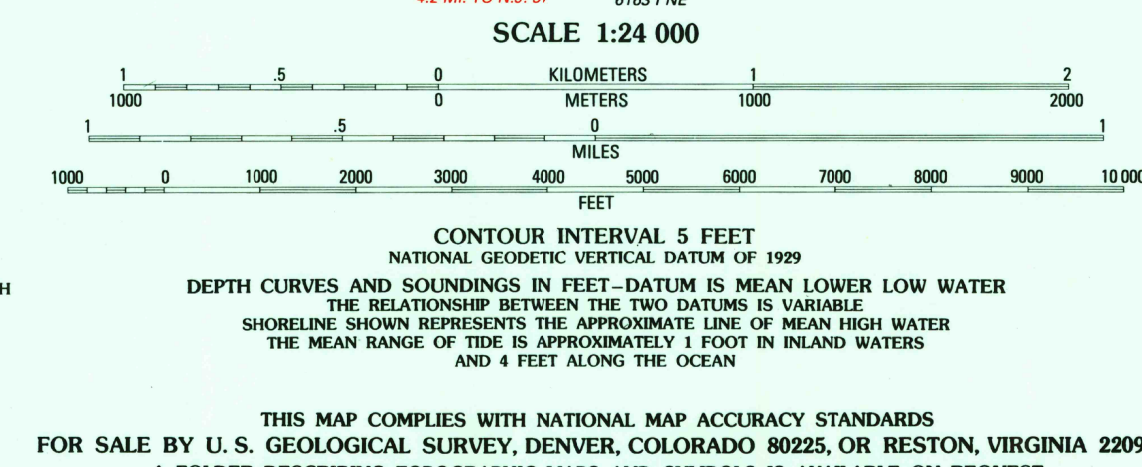 SCALE 1:24 000
1 .5 0 KILOMETERS 1 2
1000 0 METERS 1000 2000
1 .5 0 1
MILES
1000 0 1000 2000 3000 4000 5000 6000 7000 8000 9000 10 000
FEET
CONTOUR INTERVAL 5 FEET
NATIONAL GEODETIC VERTICAL DATUM OF 1929
H
DEPTH CURVES AND SOUNDINGS IN FEET–DATUM IS MEAN LOWER LOW WATER
THE RELATIONSHIP BETWEEN THE TWO DATUMS IS VARIABLE
SHORELINE SHOWN REPRESENTS THE APPROXIMATE LINE OF MEAN HIGH WATER
THE MEAN RANGE OF TIDE IS APPROXIMATELY 1 FOOT IN INLAND WATERS
AND 4 FEET ALONG THE OCEAN
THIS MAP COMPLIES WITH NATIONAL MAP ACCURACY STANDARDS
FOR SALE BY U. S. GEOLOGICAL SURVEY, DENVER, COLORADO 80225, OR RESTON, VIRGINIA 2209